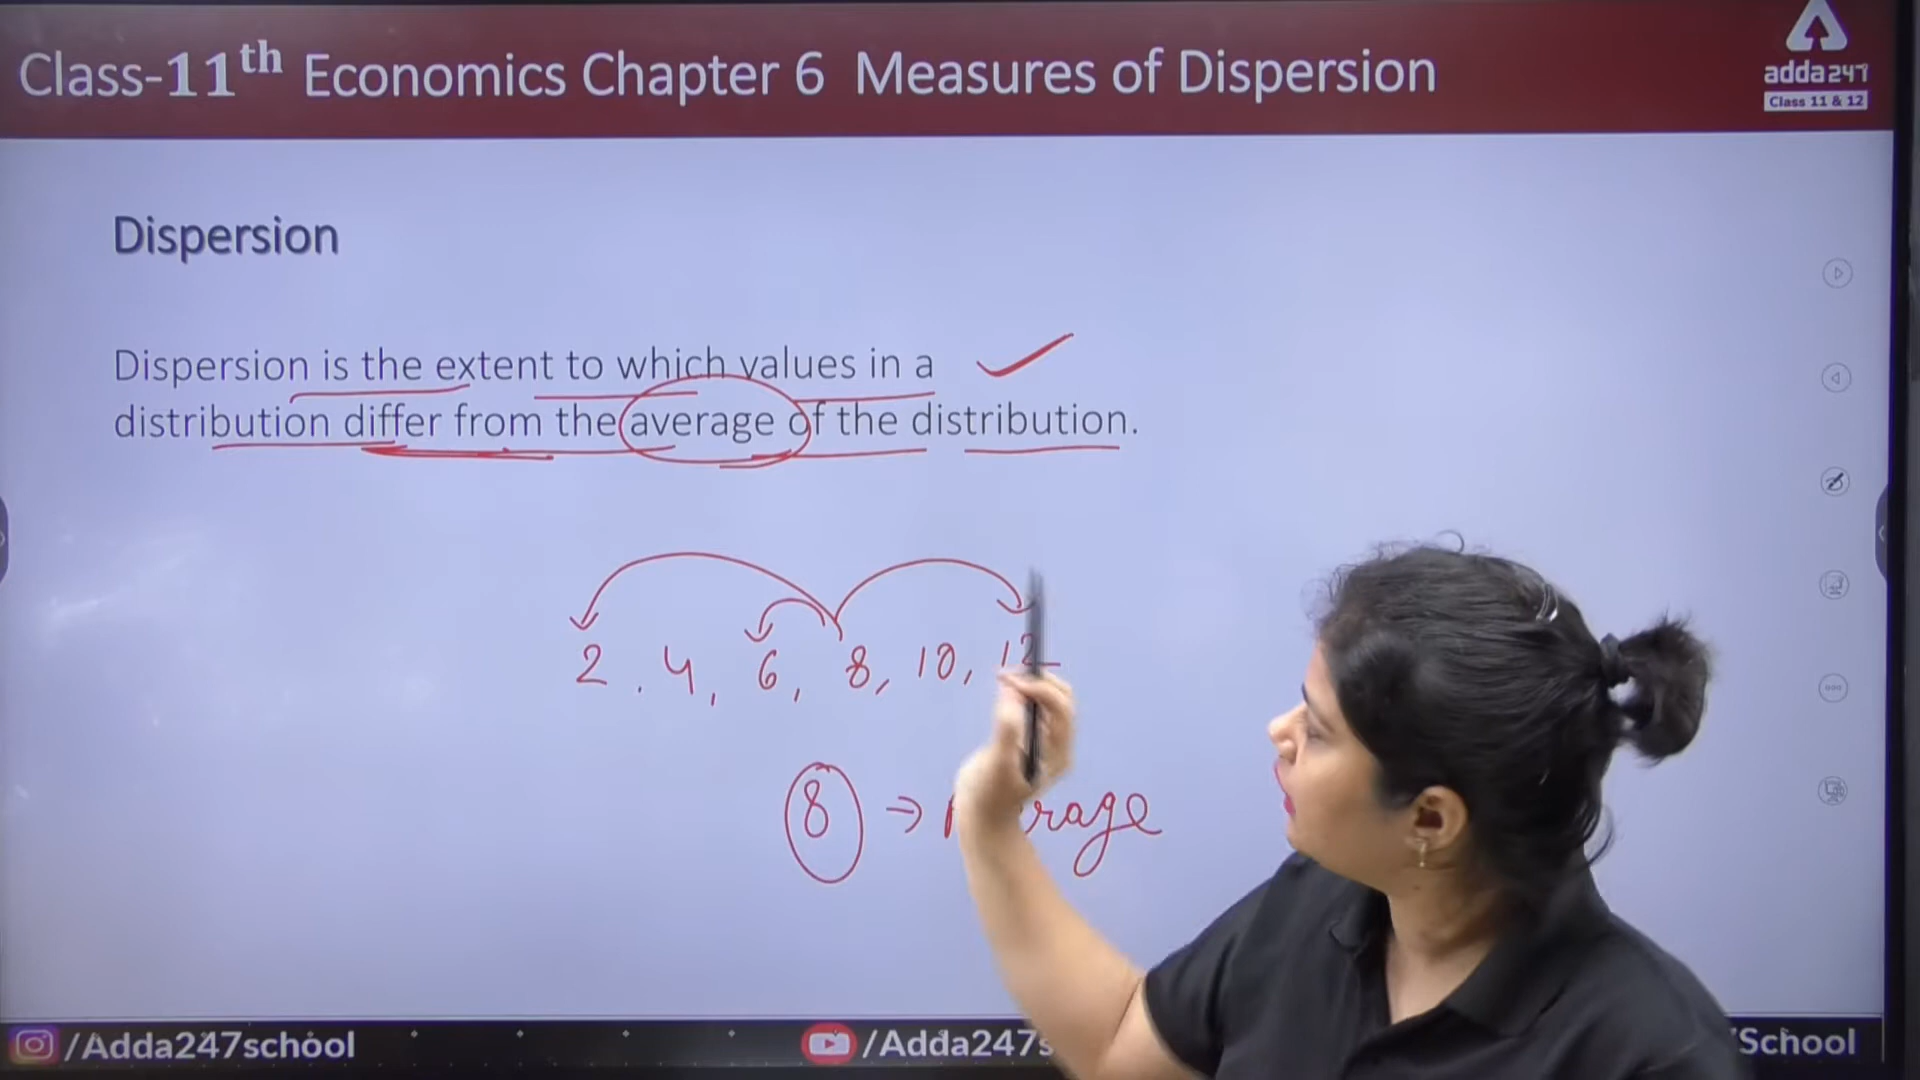 Class-11th Economics Chapter 6 Measures of Dispersion
adda247
Class 11 & 12
Dispersion
Dispersion is the extent to which values in a
distribution differ from the average of the distribution.
2, 4, 6, 8, 10, 12
8 →
/Adda247school
/Adda247s
School